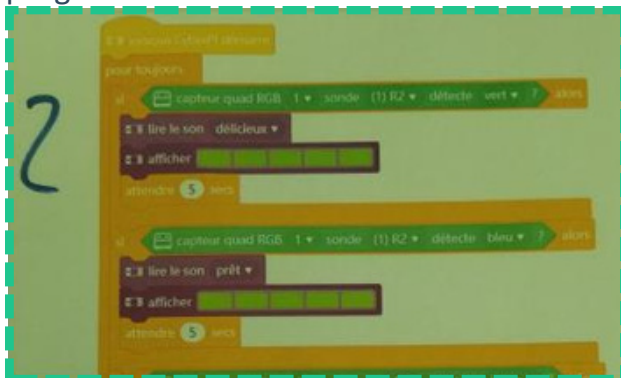 quand CyberPi démarre
pour toujours
2
si capteur quad RGB 1 sonde (1) R2 détecte vert ? alors
lire le son délicieux
afficher
attendre 5 secs
si capteur quad RGB 1 sonde (1) R2 détecte bleu ? alors
lire le son prêt
afficher
attendre 5 secs